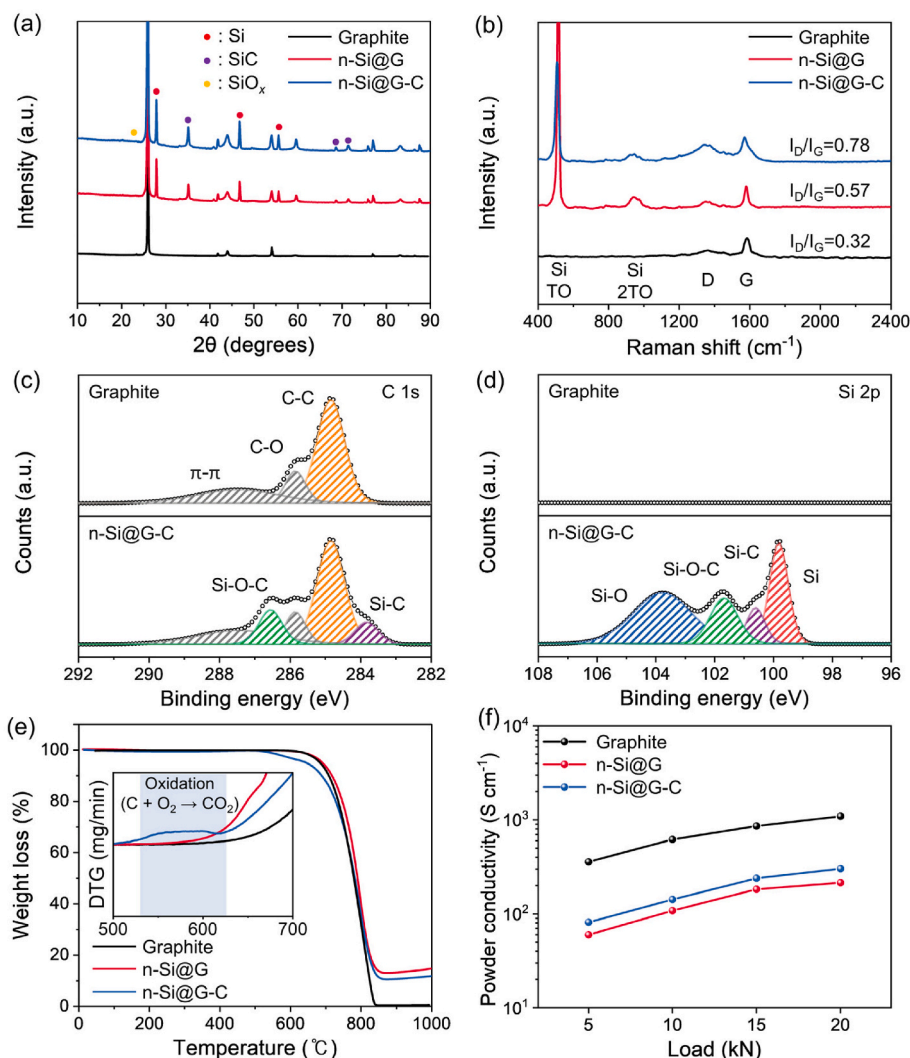 (a)
Intensity (a.u.)
: Si
: SiC
: SiOₓ
Graphite
n-Si@G
n-Si@G-C
10 20 30 40 50 60 70 80 90
2θ (degrees)
(b)
Intensity (a.u.)
Graphite
n-Si@G
n-Si@G-C
I_D/I_G=0.78
I_D/I_G=0.57
I_D/I_G=0.32
Si
TO
Si
2TO
D
G
400 800 1200 1600 2000 2400
Raman shift (cm⁻¹)
(c)
Counts (a.u.)
Graphite
C 1s
C-C
C-O
π-π
n-Si@G-C
Si-O-C
Si-C
292 290 288 286 284 282
Binding energy (eV)
(d)
Counts (a.u.)
Graphite
Si 2p
n-Si@G-C
Si-O
Si-O-C
Si-C
Si
108 106 104 102 100 98 96
Binding energy (eV)
(e)
Weight loss (%)
100
80
60
40
20
0
DTG (mg/min)
Oxidation
(C + O₂ → CO₂)
500 600 700
Graphite
n-Si@G
n-Si@G-C
0 200 400 600 800 1000
Temperature (℃)
(f)
Powder conductivity (S cm⁻¹)
10⁴
10³
10²
10¹
Graphite
n-Si@G
n-Si@G-C
5 10 15 20
Load (kN)